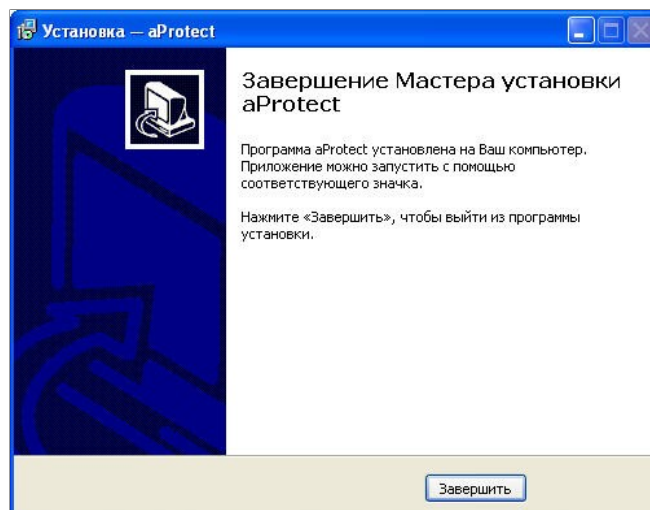 Установка — aProtect
Завершение Мастера установки
aProtect
Программа aProtect установлена на Ваш компьютер.
Приложение можно запустить с помощью
соответствующего значка.
Нажмите «Завершить», чтобы выйти из программы
установки.
Завершить